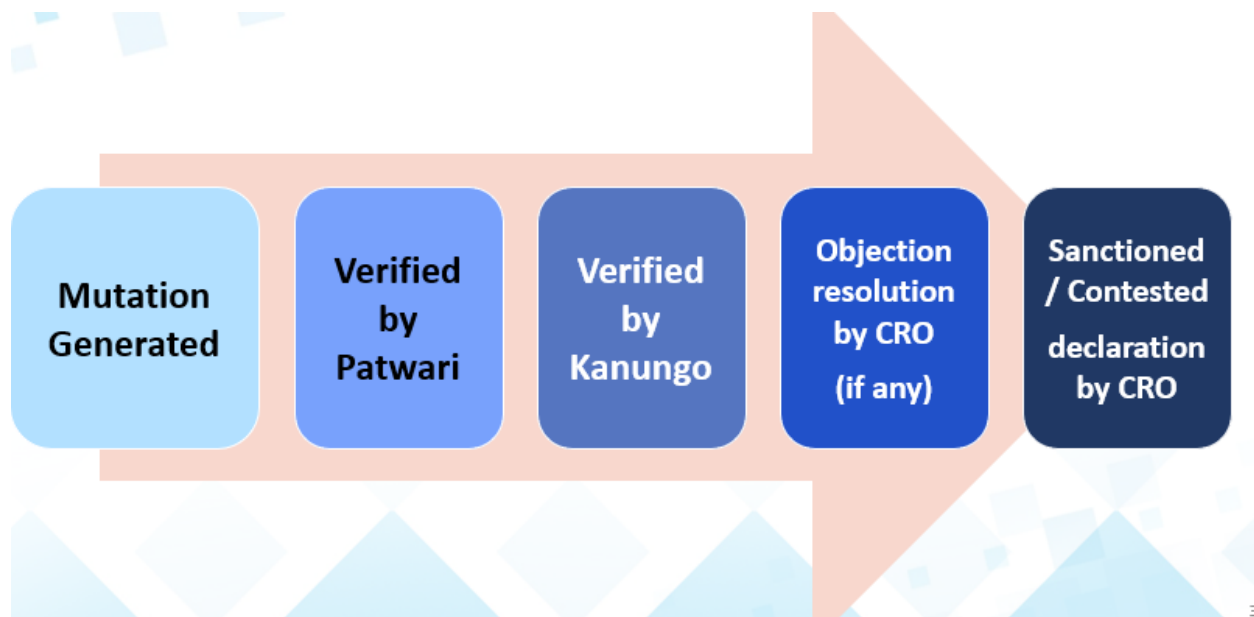 Mutation
Generated
Verified
by
Patwari
Verified
by
Kanungo
Objection
resolution
by CRO
(if any)
Sanctioned
/ Contested
declaration
by CRO